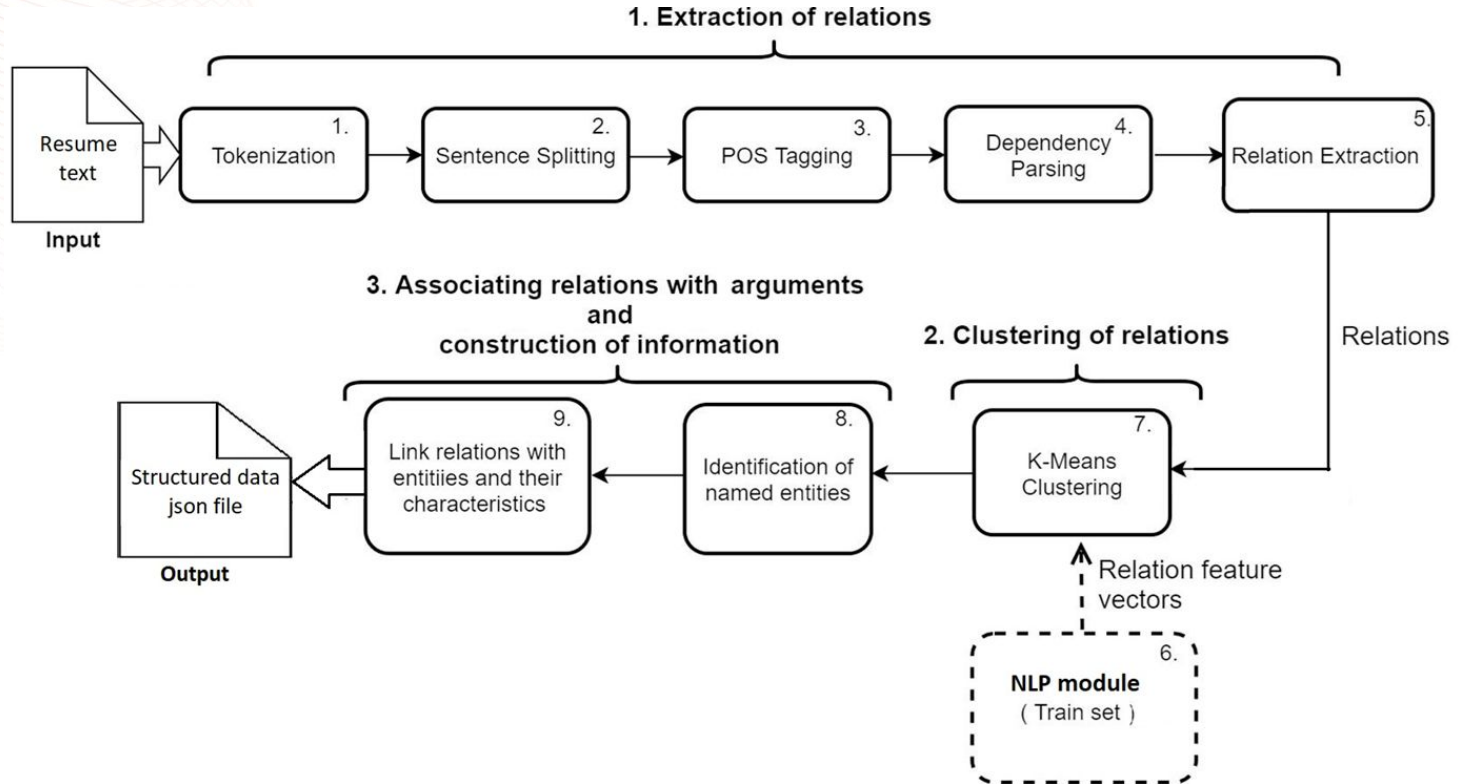 1. Extraction of relations
Resume
text
Input
1.
Tokenization
2.
Sentence Splitting
3.
POS Tagging
4.
Dependency
Parsing
5.
Relation Extraction
Relations
2. Clustering of relations
7.
K-Means
Clustering
Relation feature
vectors
6.
NLP module
( Train set )
3. Associating relations with arguments
and
construction of information
8.
Identification of
named entities
9.
Link relations with
entitiies and their
characteristics
Structured data
json file
Output